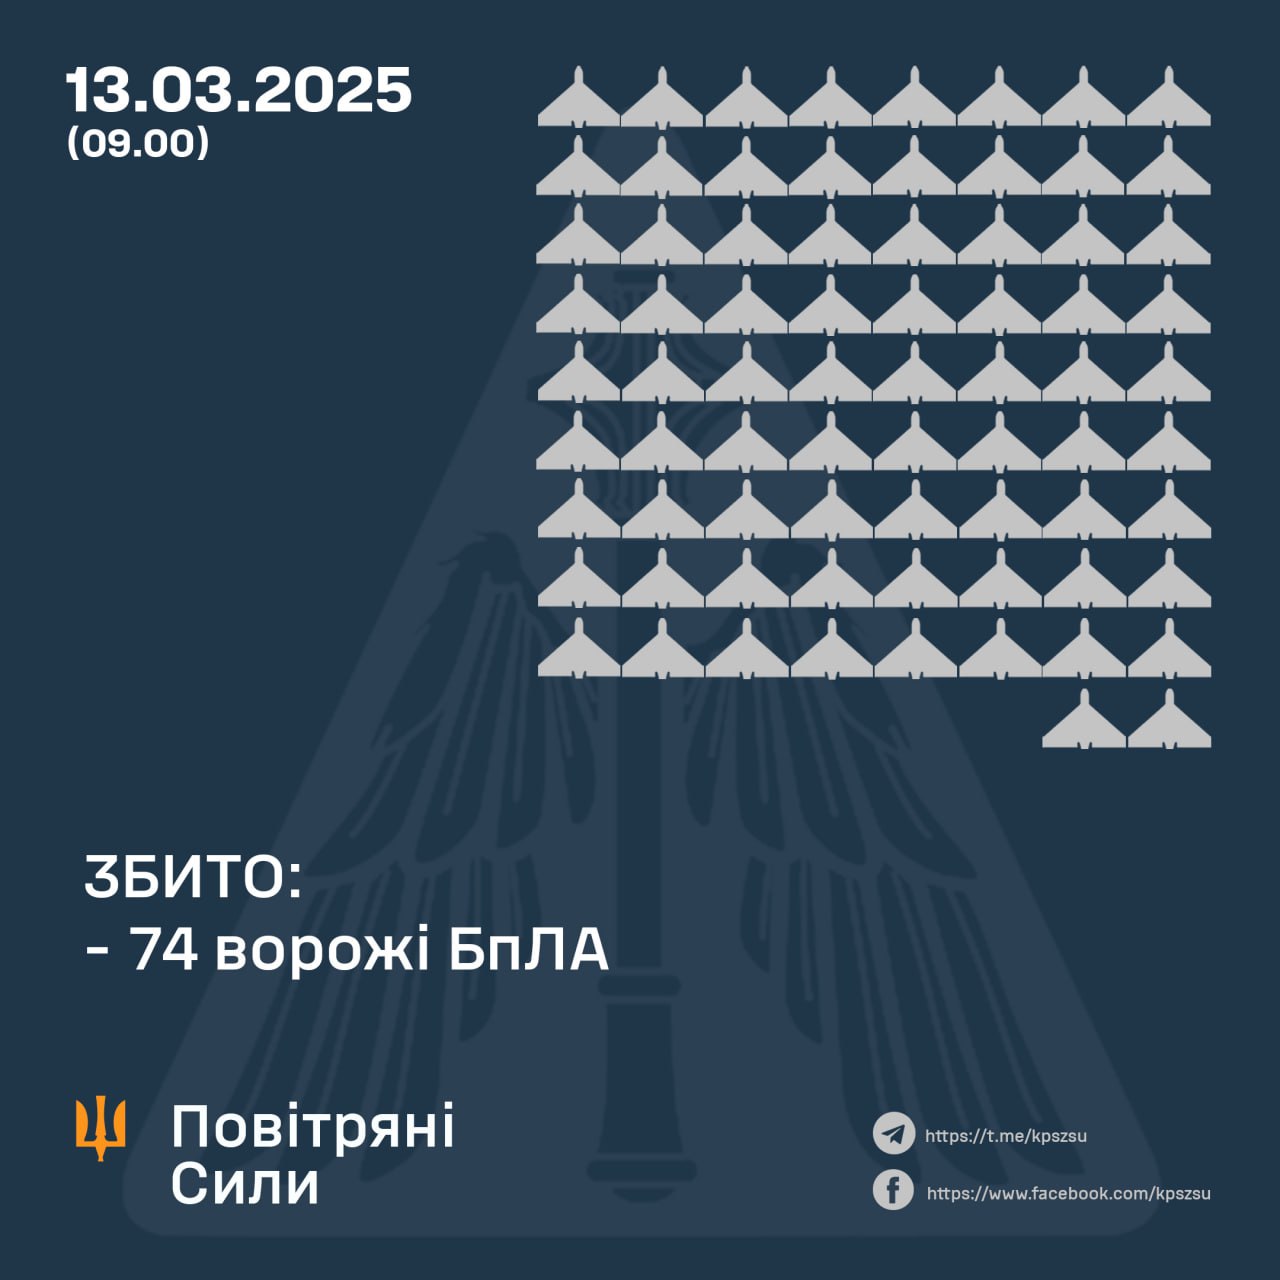 13.03.2025
(09.00)
ЗБИТО:
- 74 ворожі БпЛА
Повітряні
Сили
https://t.me/kpszsu
https://www.facebook.com/kpszsu